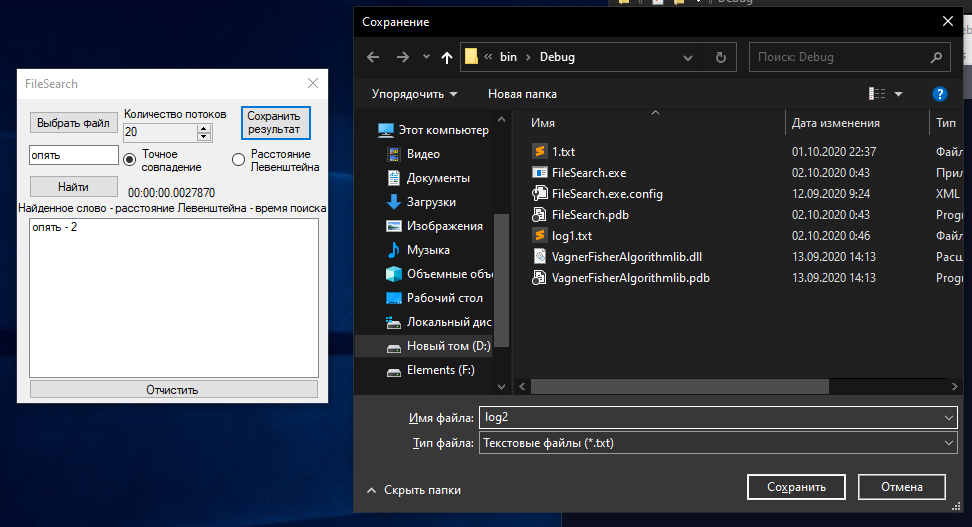 Debug
Сохранение
bin
Debug
Поиск: Debug
Упорядочить
Новая папка
Этот компьютер
Видео
Документы
Загрузки
Изображения
Музыка
Объемные объе
Рабочий стол
Локальный дис
Новый том (D:)
Elements (F:)
Имя
Дата изменения
Тип
1.txt
01.10.2020 22:37
Файл
FileSearch.exe
02.10.2020 0:43
Прил
FileSearch.exe.config
12.09.2020 9:24
XML
FileSearch.pdb
02.10.2020 0:43
Progr
log1.txt
02.10.2020 0:46
Файл
VagnerFisherAlgorithmlib.dll
13.09.2020 14:13
Расш
VagnerFisherAlgorithmlib.pdb
13.09.2020 14:13
Progr
Имя файла:
log2
Тип файла:
Текстовые файлы (*.txt)
Скрыть папки
Сохранить
Отмена
FileSearch
Выбрать файл
Количество потоков
20
Сохранить
результат
опять
Точное
совпадение
Расстояние
Левенштейна
Найти
00:00:00.0027870
Найденное слово - расстояние Левенштейна - время поиска
опять - 2
Отчистить